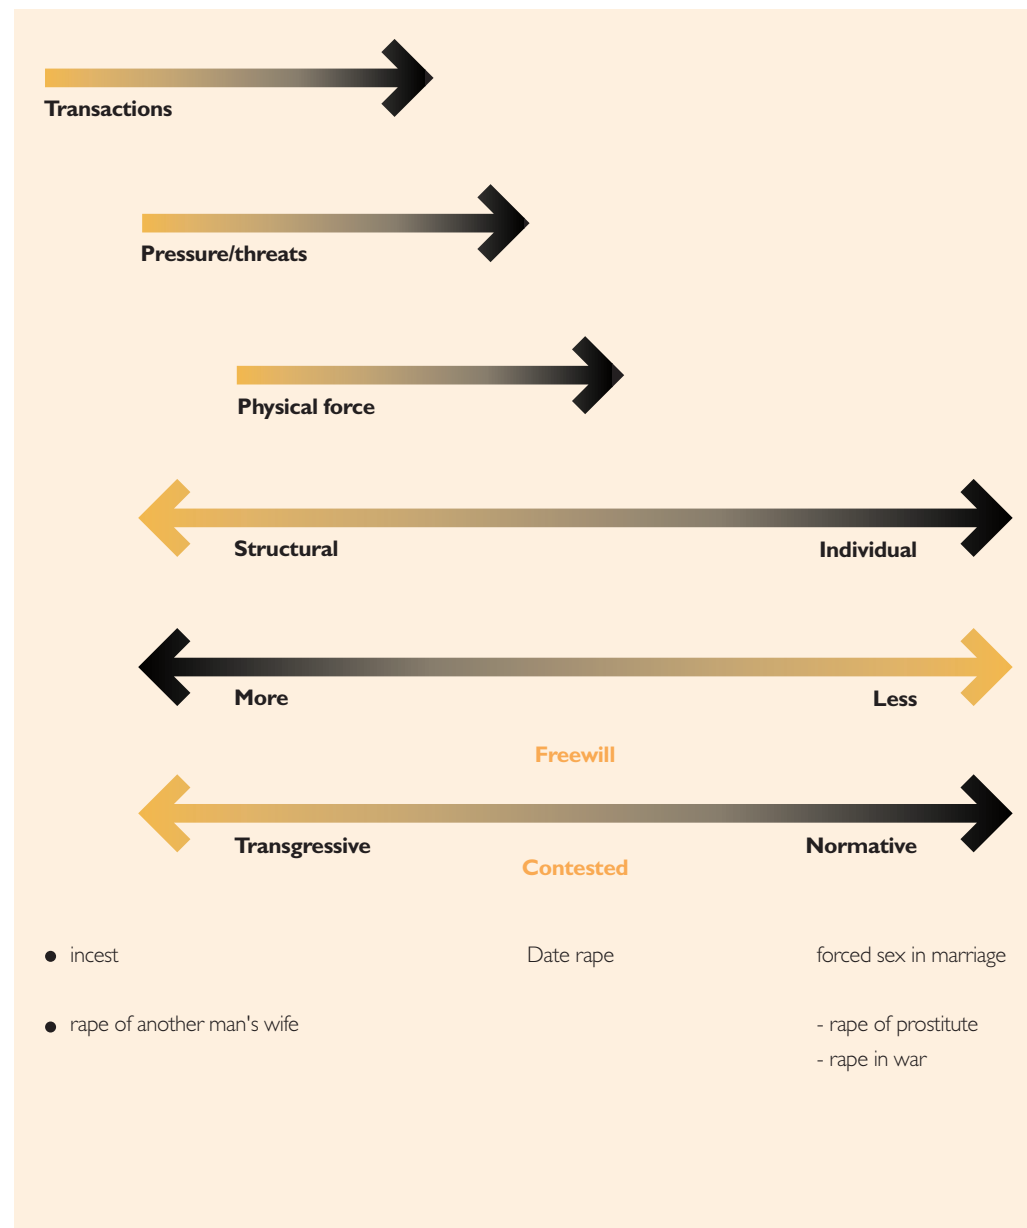 Transactions
Pressure/threats
Physical force
Structural Individual
More Less
Freewill
Transgressive Normative
Contested
● incest Date rape forced sex in marriage
● rape of another man's wife - rape of prostitute
- rape in war